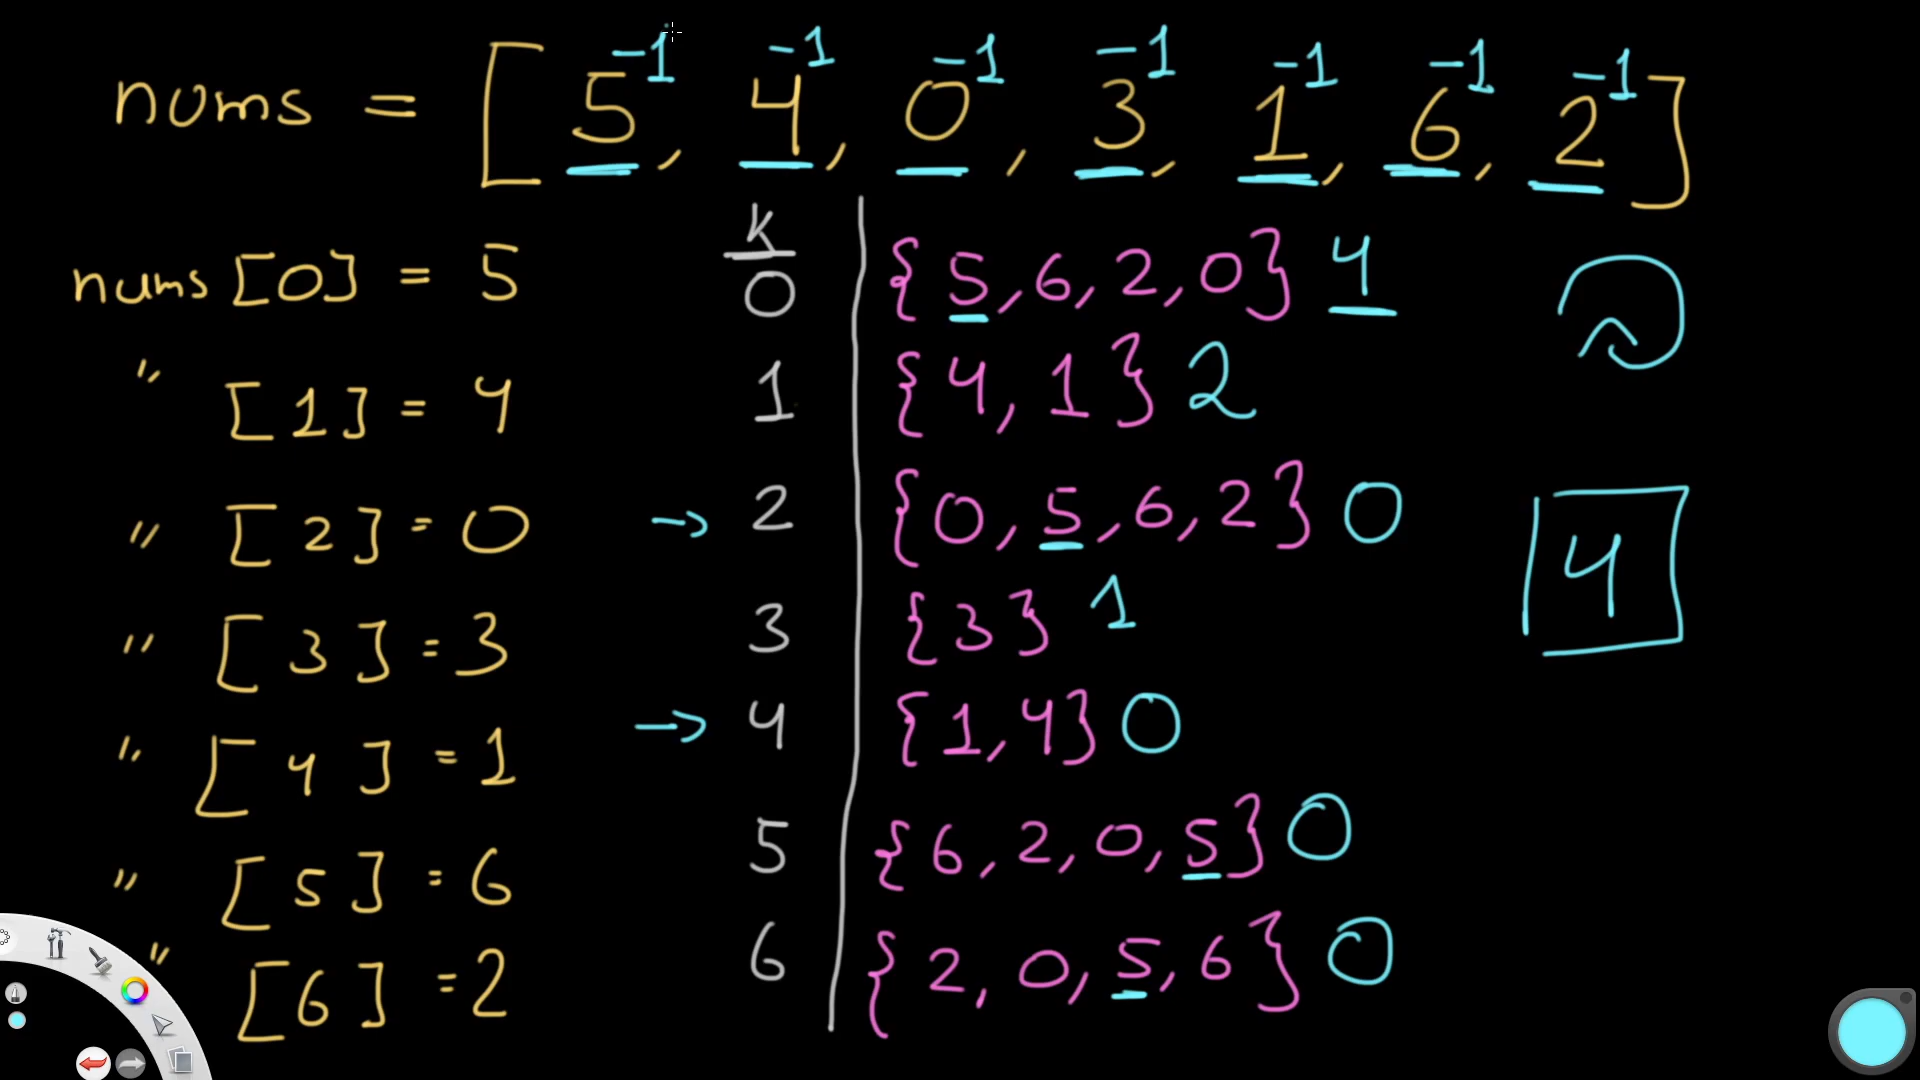 -1 -1 -1 -1 -1 -1 -1
nums = [ 5, 4, 0, 3, 1, 6, 2 ]
K
nums [0] = 5 0 {5, 6, 2, 0} 4
" [1] = 4 1 {4, 1} 2
" [2] = 0 → 2 {0, 5, 6, 2} 0
" [3] = 3 3 {3} 1
4
" [4] = 1 → 4 {1, 4} 0
" [5] = 6 5 {6, 2, 0, 5} 0
" [6] = 2 6 {2, 0, 5, 6} 0